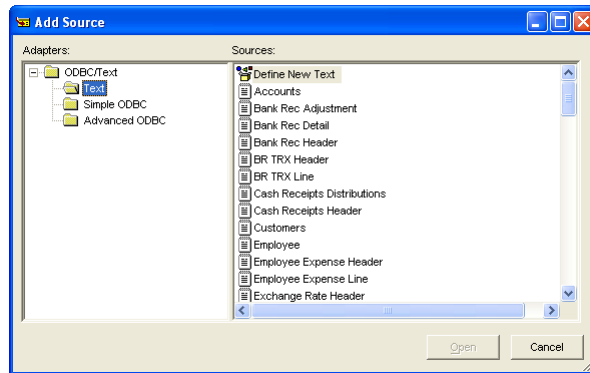 Add Source
Adapters:
Sources:
ODBC/Text
Text
Simple ODBC
Advanced ODBC
Define New Text
Accounts
Bank Rec Adjustment
Bank Rec Detail
Bank Rec Header
BR TRX Header
BR TRX Line
Cash Receipts Distributions
Cash Receipts Header
Customers
Employee
Employee Expense Header
Employee Expense Line
Exchange Rate Header
Open
Cancel